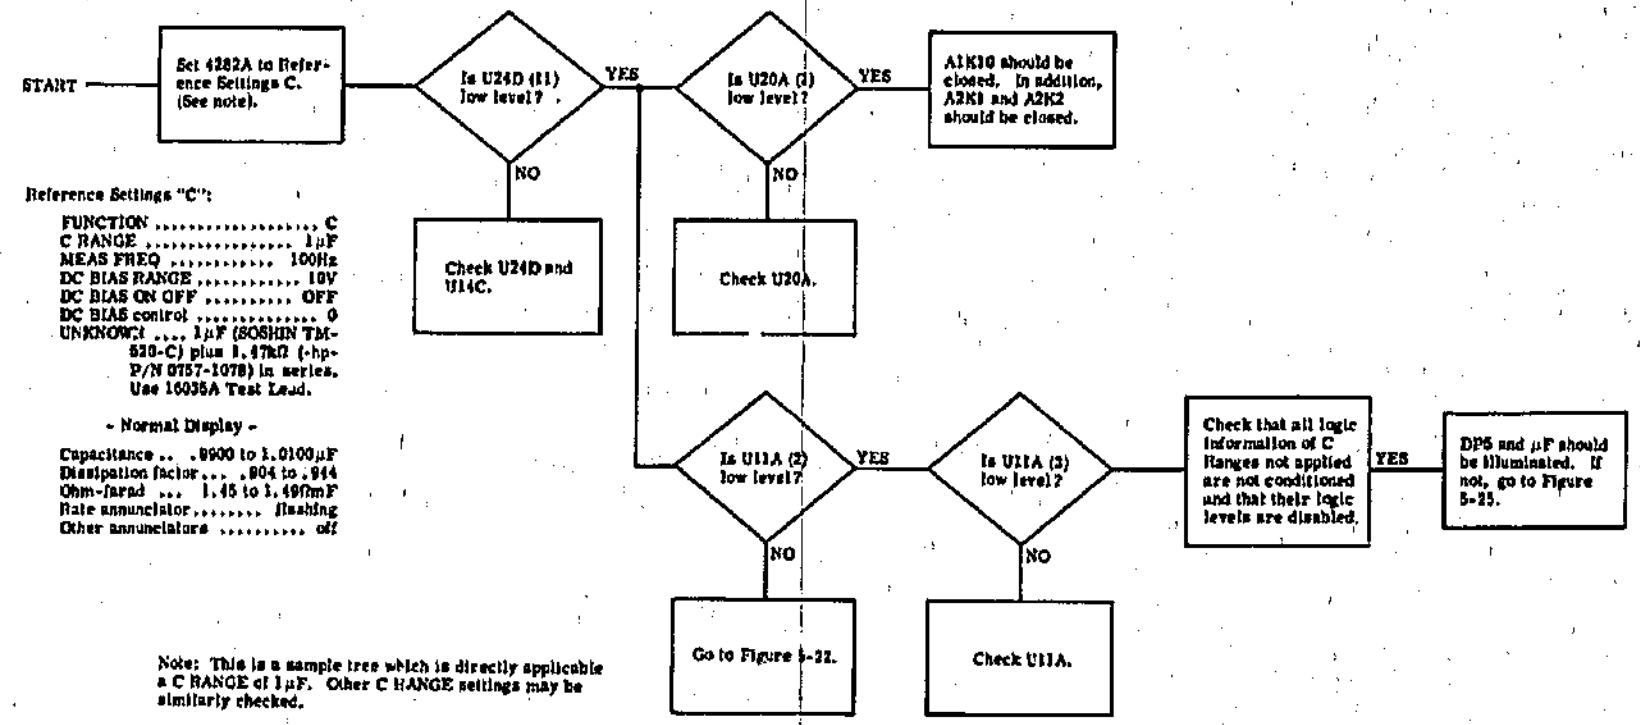 START
Set 4282A to Refer-
ence Settings C.
(See note).
Is U24D (11)
low level?
YES
NO
Check U24D and
U14C.
Is U20A (1)
low level?
YES
NO
Check U20A.
A1K10 should be
closed. In addition,
A2K1 and A2K2
should be closed.
Reference Settings "C":
FUNCTION ................... C
C RANGE .................. 1μF
MEAS FREQ ............ 100Hz
DC BIAS RANGE ............ 10V
DC BIAS ON OFF .......... OFF
DC BIAS control ............ 0
UNKNOWN .... 1μF (SOSHIN TM-
520-C) plus 1.47kΩ (-hp-
P/N 0757-1078) in series.
Use 16035A Test Lead.
- Normal Display -
Capacitance .. .9900 to 1.0100μF
Dissipation factor ... .904 to .944
Ohm-farad ... 1.45 to 1.49ΩmF
Rate annunciator ........ flashing
Other annunciators .......... off
Is U11A (2)
low level?
YES
NO
Go to Figure 5-22.
Is U11A (3)
low level?
NO
Check U11A.
Check that all logic
information of C
Ranges not applied
are not conditioned
and that their logic
levels are disabled.
YES
DP5 and μF should
be illuminated. If
not, go to Figure
5-25.
Note: This is a sample tree which is directly applicable
a C RANGE of 1μF. Other C RANGE settings may be
similarly checked.